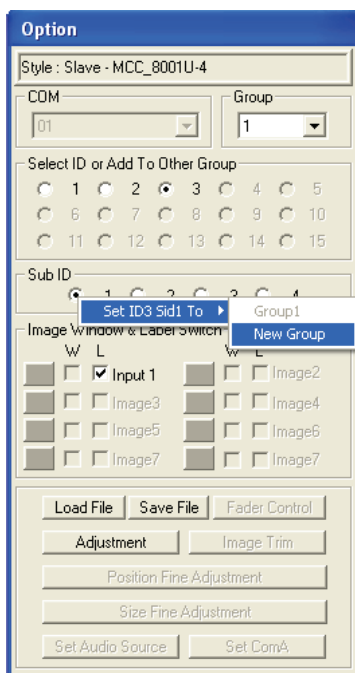 Option
Style : Slave - MCC_8001U-4
COM
Group
01
1
Select ID or Add To Other Group
1 2 3 4 5
6 7 8 9 10
11 12 13 14 15
Sub ID
1 2 3 4
Set ID3 Sid1 To
Group1
New Group
Image Window & Label Switch
W L W L
Input 1 Image2
Image3 Image4
Image5 Image6
Image7 Image7
Load File Save File Fader Control
Adjustment Image Trim
Position Fine Adjustment
Size Fine Adjustment
Set Audio Source Set ComA